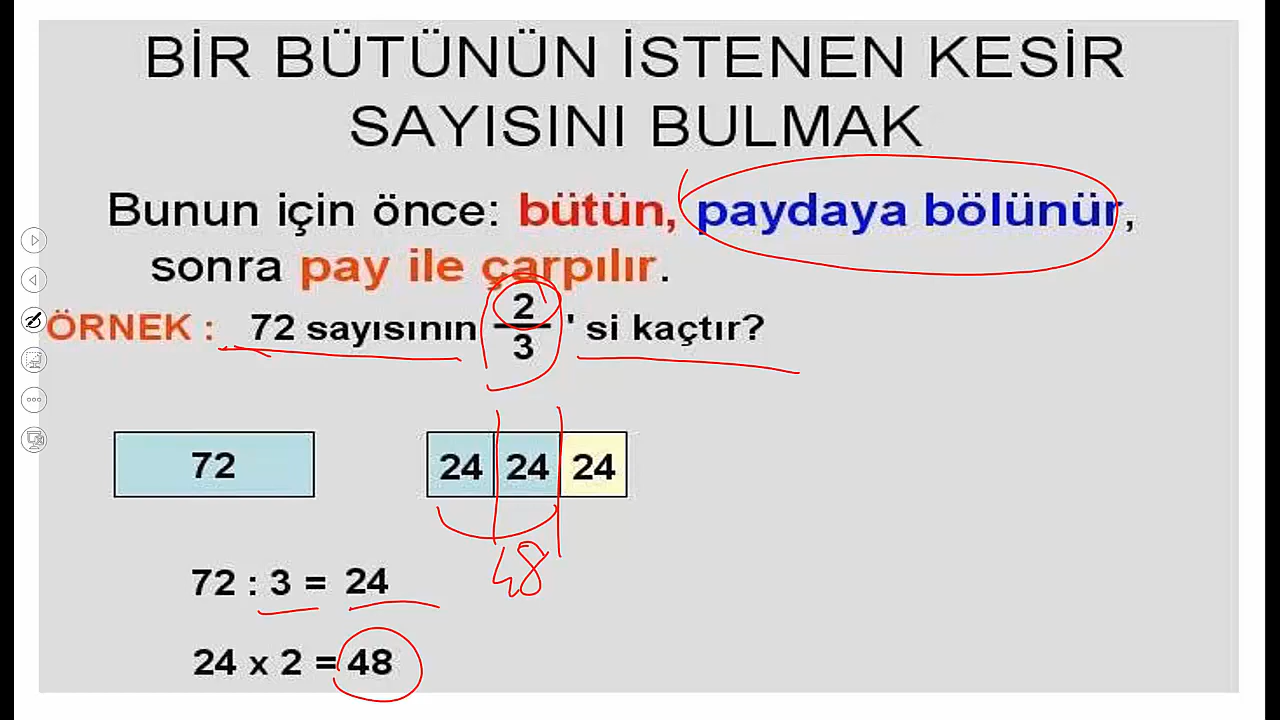 BİR BÜTÜNÜN İSTENEN KESİR
SAYISINI BULMAK
Bunun için önce: bütün, paydaya bölünür,
sonra pay ile çarpılır.
ÖRNEK : 72 sayısının 2/3 ' si kaçtır?
72
24 24 24
48
72 : 3 = 24
24 x 2 = 48